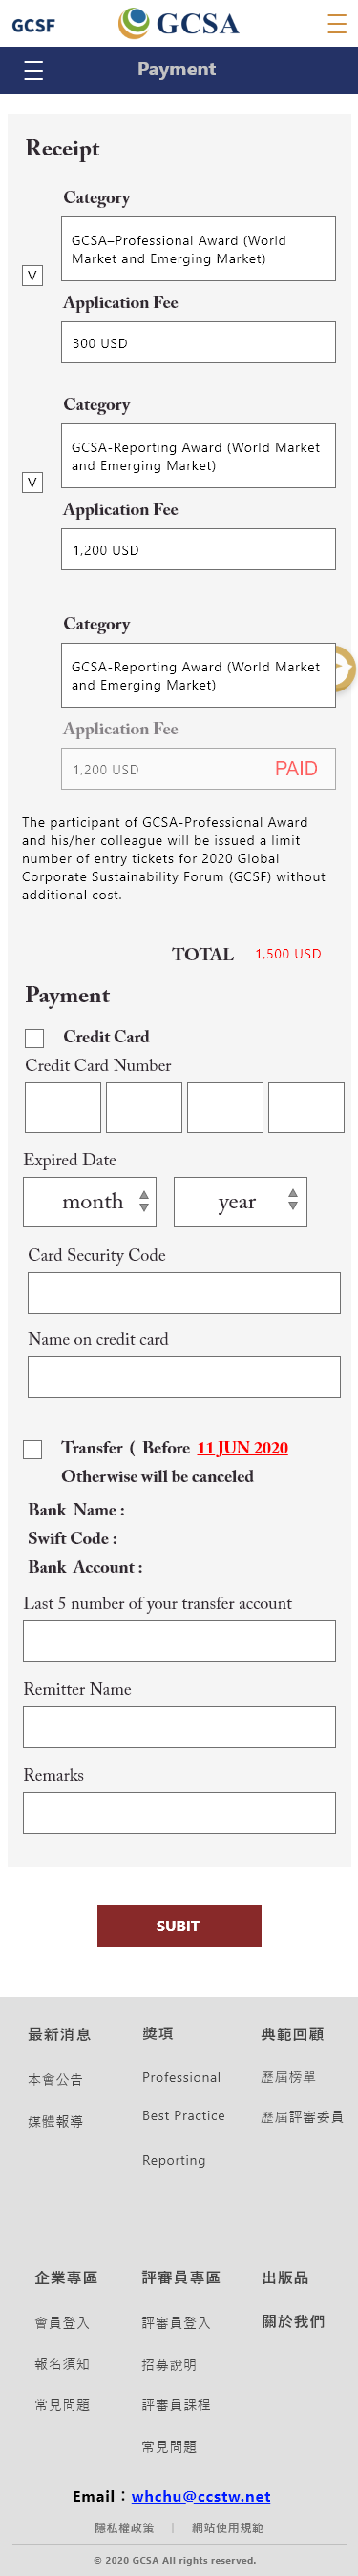 GCSF
GCSA
Payment
Receipt
Category
GCSA–Professional Award (World
Market and Emerging Market)
V
Application Fee
300 USD
Category
GCSA-Reporting Award (World Market
and Emerging Market)
V
Application Fee
1,200 USD
Category
GCSA-Reporting Award (World Market
and Emerging Market)
Application Fee
1,200 USD PAID
The participant of GCSA-Professional Award
and his/her colleague will be issued a limit
number of entry tickets for 2020 Global
Corporate Sustainability Forum (GCSF) without
additional cost.
TOTAL 1,500 USD
Payment
Credit Card
Credit Card Number
Expired Date
month year
Card Security Code
Name on credit card
Transfer ( Before 11 JUN 2020
Otherwise will be canceled
Bank Name :
Swift Code :
Bank Account :
Last 5 number of your transfer account
Remitter Name
Remarks
SUBIT
最新消息 獎項 典範回顧
本會公告 Professional 歷屆榜單
媒體報導 Best Practice 歷屆評審委員
Reporting
企業專區 評審員專區 出版品
會員登入 評審員登入 關於我們
報名須知 招募說明
常見問題 評審員課程
常見問題
Email：whchu@ccstw.net
隱私權政策 | 網站使用規範
© 2020 GCSA All rights reserved.